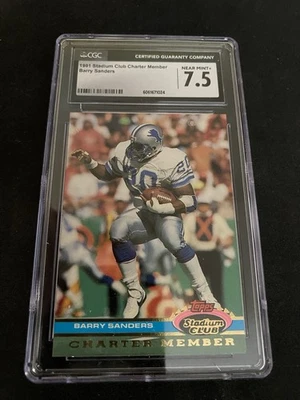 CGC
CERTIFIED GUARANTY COMPANY
1991 Stadium Club Charter Member
Barry Sanders
NEAR MINT+
7.5
20
BARRY SANDERS
Topps
Stadium
CLUB
CHARTER MEMBER